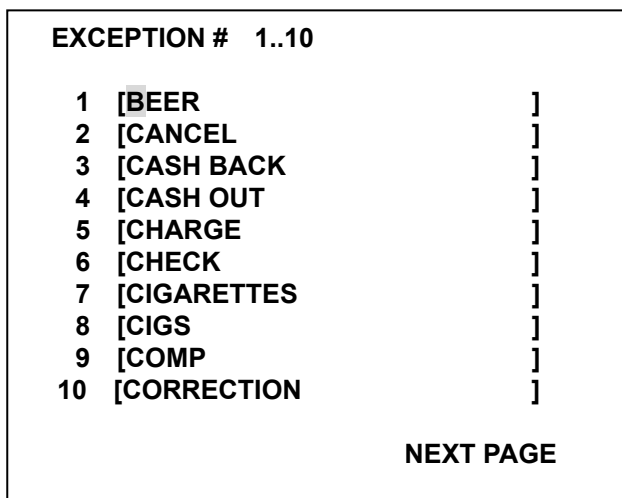 EXCEPTION # 1..10
1 [BEER ]
2 [CANCEL ]
3 [CASH BACK ]
4 [CASH OUT ]
5 [CHARGE ]
6 [CHECK ]
7 [CIGARETTES ]
8 [CIGS ]
9 [COMP ]
10 [CORRECTION ]
NEXT PAGE